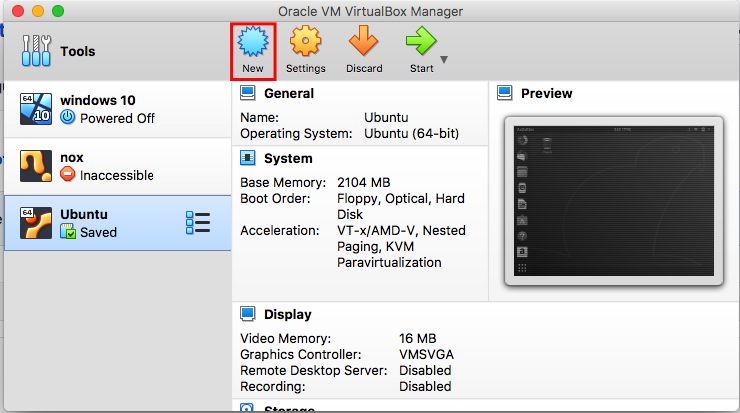 Oracle VM VirtualBox Manager
Tools
New
Settings
Discard
Start
64
10
windows 10
Powered Off
nox
Inaccessible
64
Ubuntu
Saved
General
Name: Ubuntu
Operating System: Ubuntu (64-bit)
System
Base Memory: 2104 MB
Boot Order: Floppy, Optical, Hard
Disk
Acceleration: VT-x/AMD-V, Nested
Paging, KVM
Paravirtualization
Preview
Display
Video Memory: 16 MB
Graphics Controller: VMSVGA
Remote Desktop Server: Disabled
Recording: Disabled
Storage